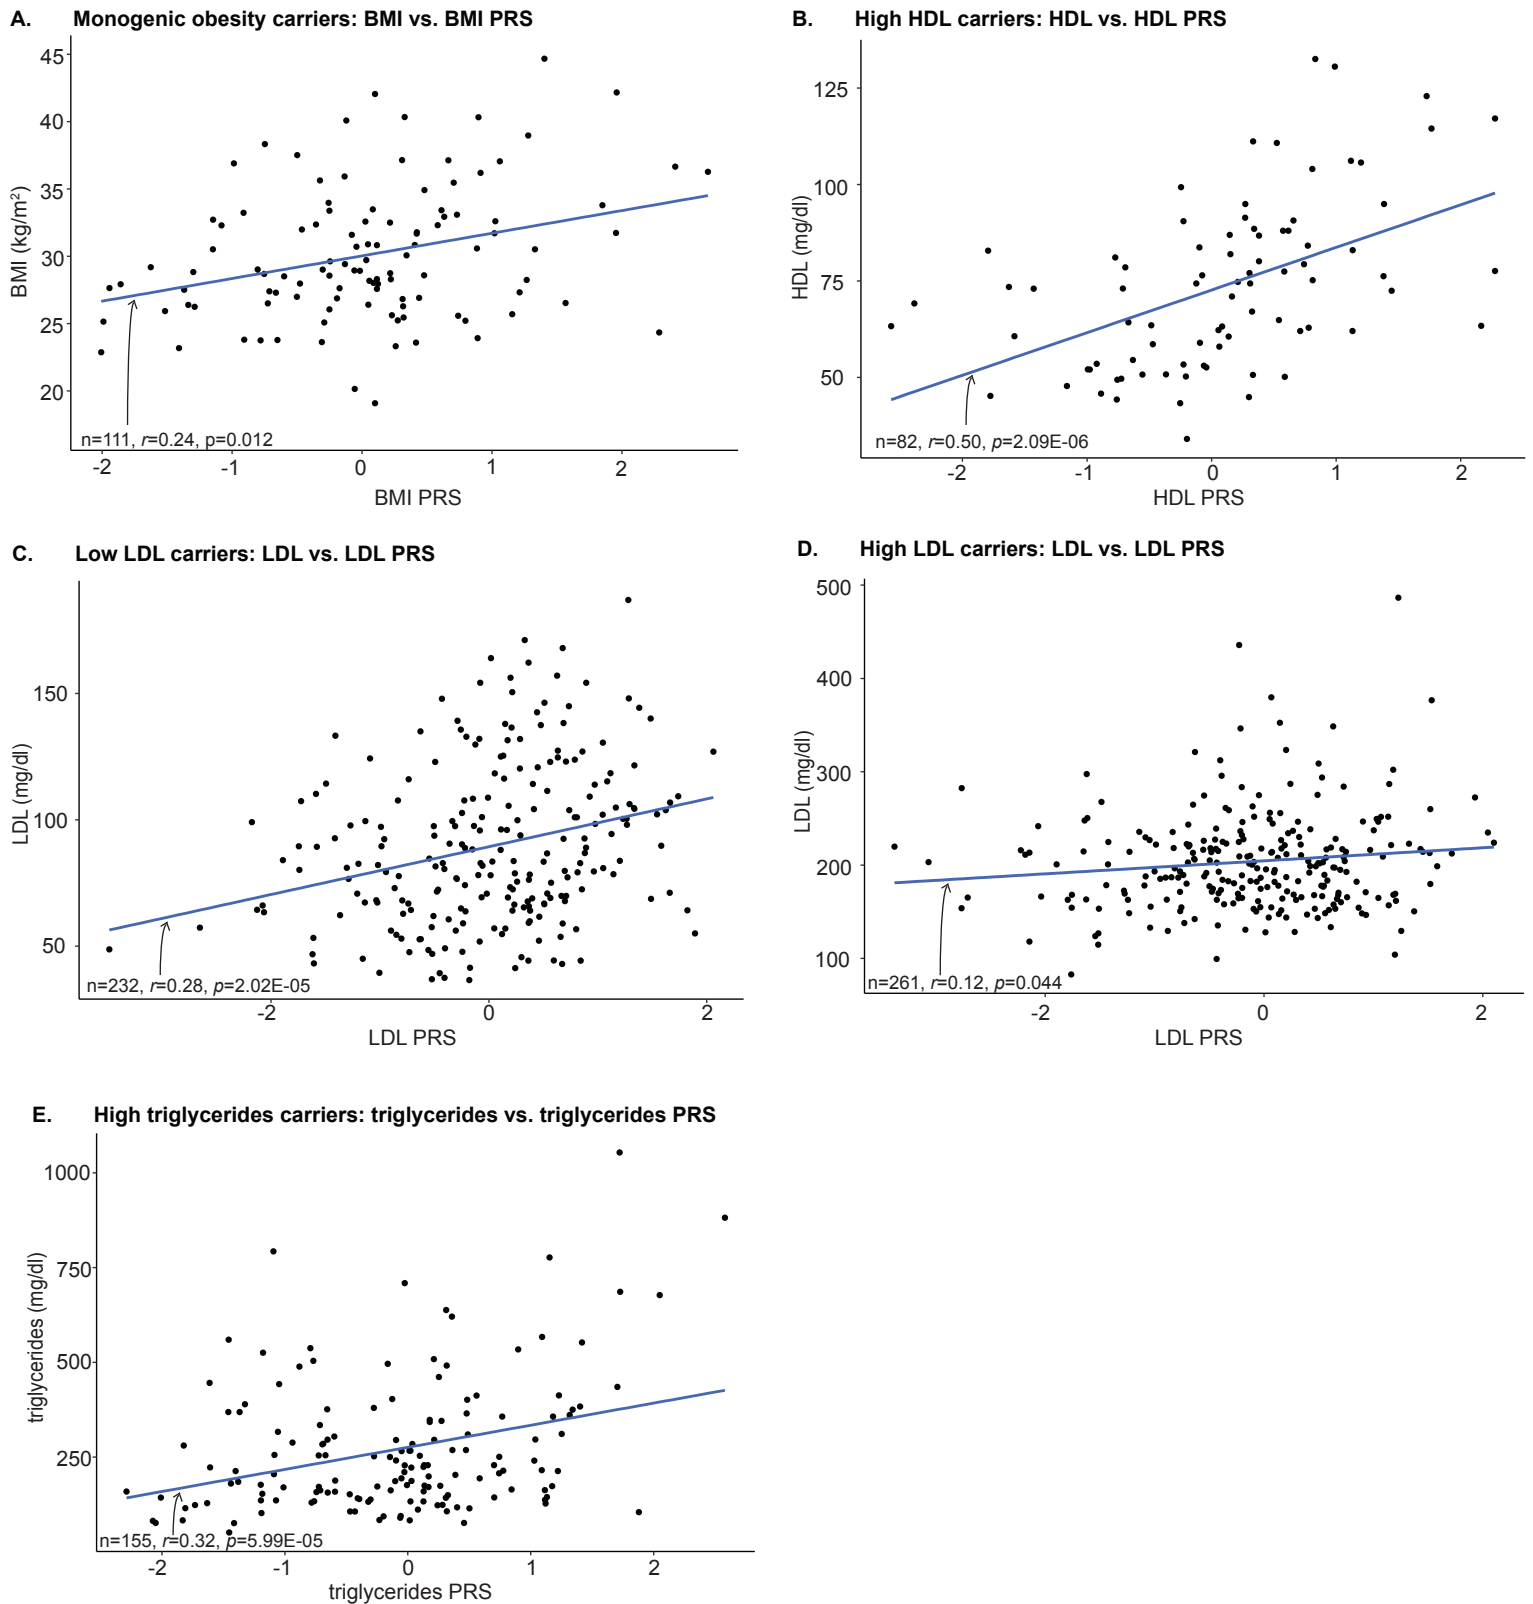 A. Monogenic obesity carriers: BMI vs. BMI PRS
45
40
35
30
25
20
BMI (kg/m²)
n=111, r=0.24, p=0.012
-2 -1 0 1 2
BMI PRS
B. High HDL carriers: HDL vs. HDL PRS
125
100
75
50
HDL (mg/dl)
n=82, r=0.50, p=2.09E-06
-2 -1 0 1 2
HDL PRS
C. Low LDL carriers: LDL vs. LDL PRS
150
100
50
LDL (mg/dl)
n=232, r=0.28, p=2.02E-05
-2 0 2
LDL PRS
D. High LDL carriers: LDL vs. LDL PRS
500
400
300
200
100
LDL (mg/dl)
n=261, r=0.12, p=0.044
-2 0 2
LDL PRS
E. High triglycerides carriers: triglycerides vs. triglycerides PRS
1000
750
500
250
triglycerides (mg/dl)
n=155, r=0.32, p=5.99E-05
-2 -1 0 1 2
triglycerides PRS